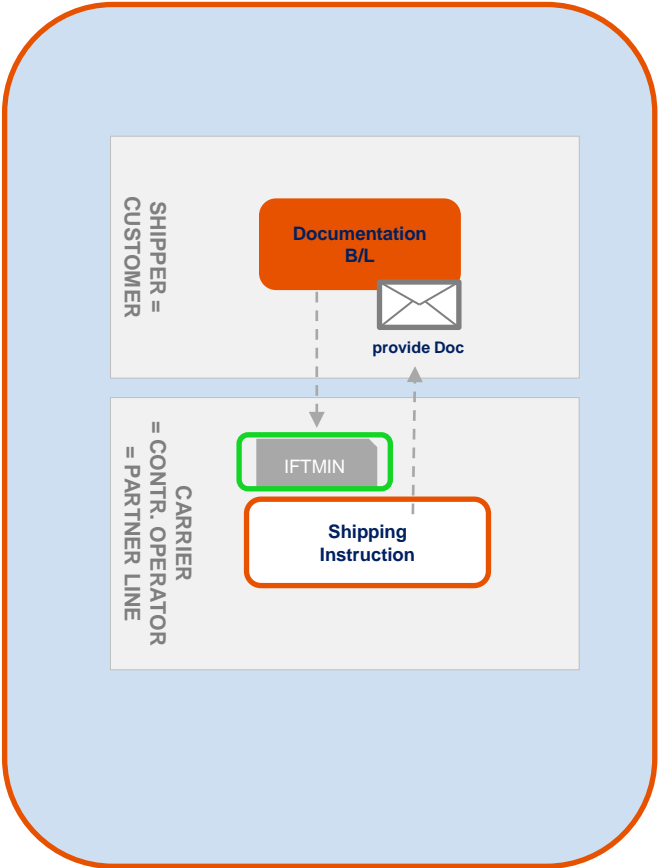 SHIPPER =
CUSTOMER
Documentation
B/L
provide Doc
CARRIER
= CONTR. OPERATOR
= PARTNER LINE
IFTMIN
Shipping
Instruction